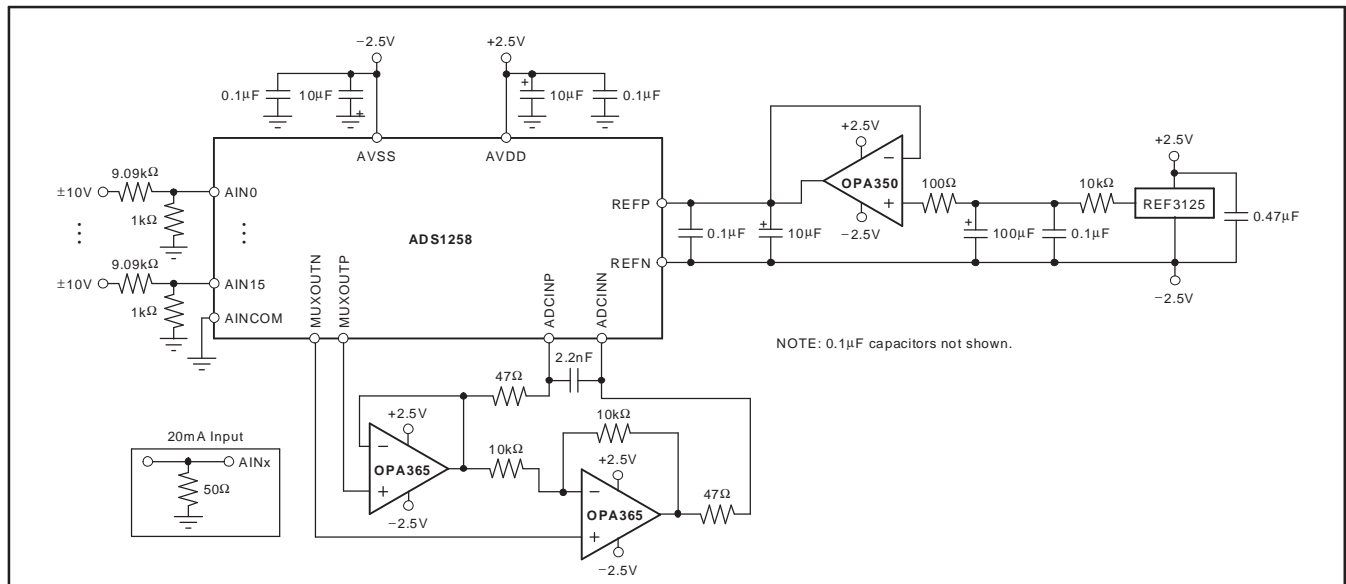 −2.5V
+2.5V
0.1µF
10µF
+
+
10µF
0.1µF
AVSS
AVDD
±10V
9.09kΩ
AIN0
1kΩ
⋮
⋮
ADS1258
±10V
9.09kΩ
AIN15
1kΩ
AINCOM
MUXOUTN
MUXOUTP
ADCINP
ADCINN
REFP
REFN
0.1µF
+
10µF
+2.5V
−
OPA350
+
−2.5V
100Ω
+
100µF
0.1µF
10kΩ
+2.5V
REF3125
0.47µF
−2.5V
NOTE: 0.1µF capacitors not shown.
2.2nF
47Ω
+2.5V
−
OPA365
+
−2.5V
10kΩ
10kΩ
+2.5V
−
OPA365
+
−2.5V
47Ω
20mA Input
AINx
50Ω